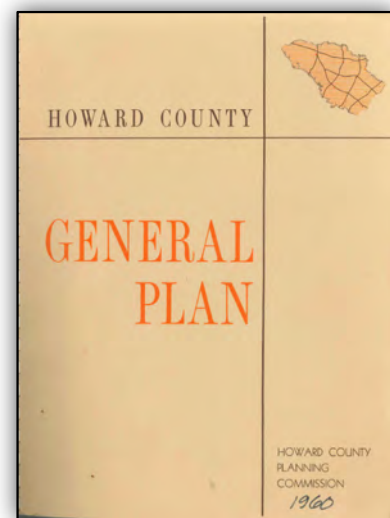 HOWARD COUNTY
GENERAL
PLAN
HOWARD COUNTY
PLANNING
COMMISSION
1960